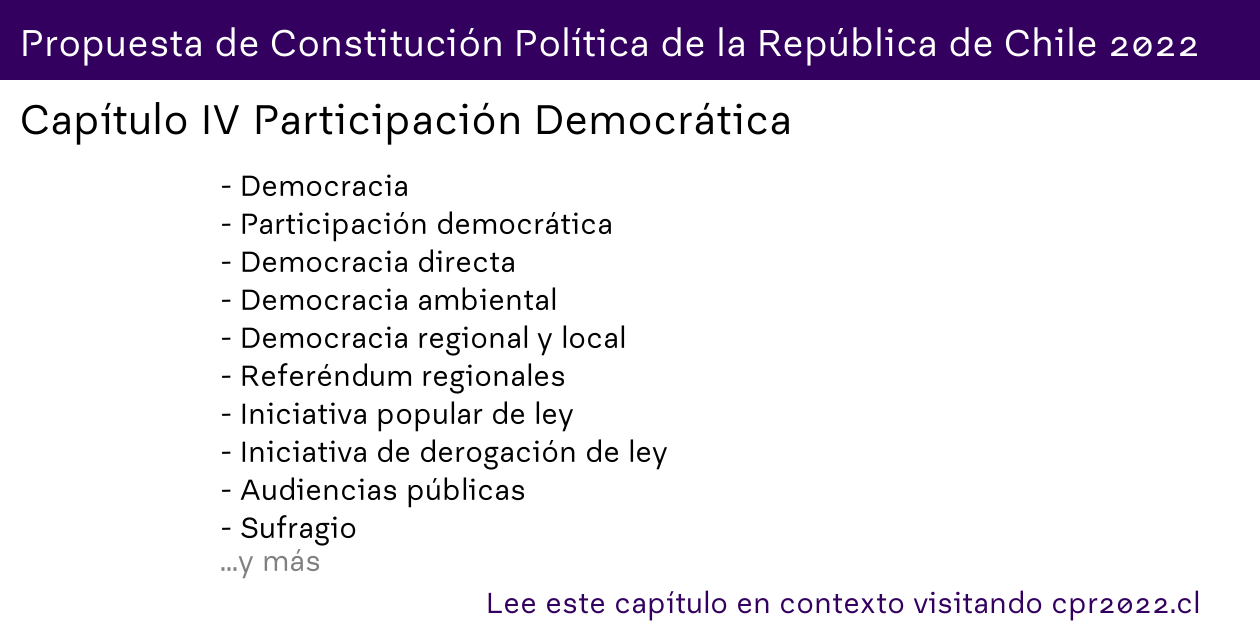 Propuesta de Constitución Política de la República de Chile 2022
Capítulo IV Participación Democrática
- Democracia
- Participación democrática
- Democracia directa
- Democracia ambiental
- Democracia regional y local
- Referéndum regionales
- Iniciativa popular de ley
- Iniciativa de derogación de ley
- Audiencias públicas
- Sufragio
...y más
Lee este capítulo en contexto visitando cpr2022.cl